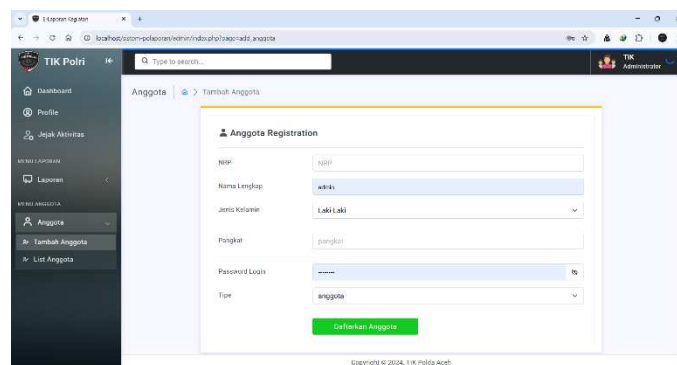 E-Laporan Kegiatan
localhost/sistem-pelaporan/admin/index.php?page=add_anggota
TIK Polri
Type to search...
TIK
Administrator
Dashboard
Profile
Jejak Aktivitas
MENU LAPORAN
Laporan
MENU ANGGOTA
Anggota
Tambah Anggota
List Anggota
Anggota
Tambah Anggota
Anggota Registration
NRP
NRP
Nama Lengkap
admin
Jenis Kelamin
Laki-Laki
Pangkat
pangkat
Password Login
Tipe
anggota
Daftarkan Anggota
Copyright © 2024, TIK Polda Aceh